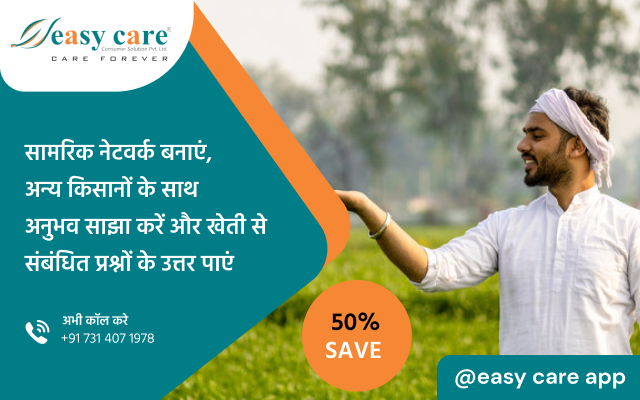 easy care®
Consumer Solution Pvt. Ltd.
CARE FOREVER
सामरिक नेटवर्क बनाएं,
अन्य किसानों के साथ
अनुभव साझा करें और खेती से
संबंधित प्रश्नों के उत्तर पाएं
अभी कॉल करे
+91 731 407 1978
50%
SAVE
@easy care app